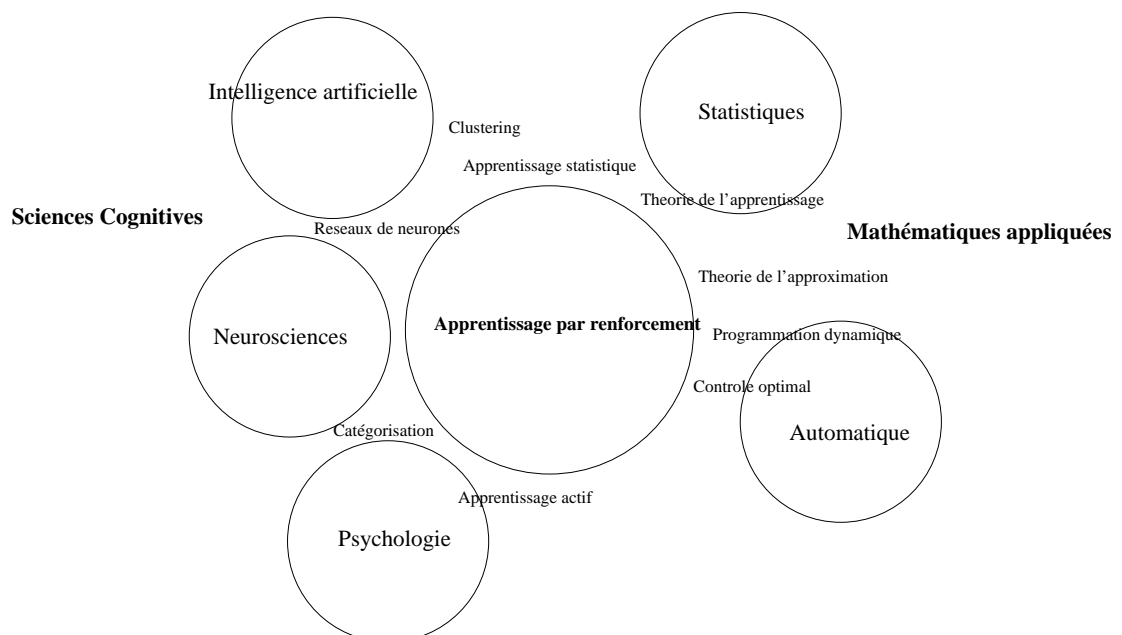 Intelligence artificielle
Statistiques
Clustering
Apprentissage statistique
Theorie de l'apprentissage
Sciences Cognitives
Reseaux de neurones
Mathématiques appliquées
Theorie de l'approximation
Apprentissage par renforcement
Neurosciences
Programmation dynamique
Controle optimal
Catégorisation
Automatique
Apprentissage actif
Psychologie